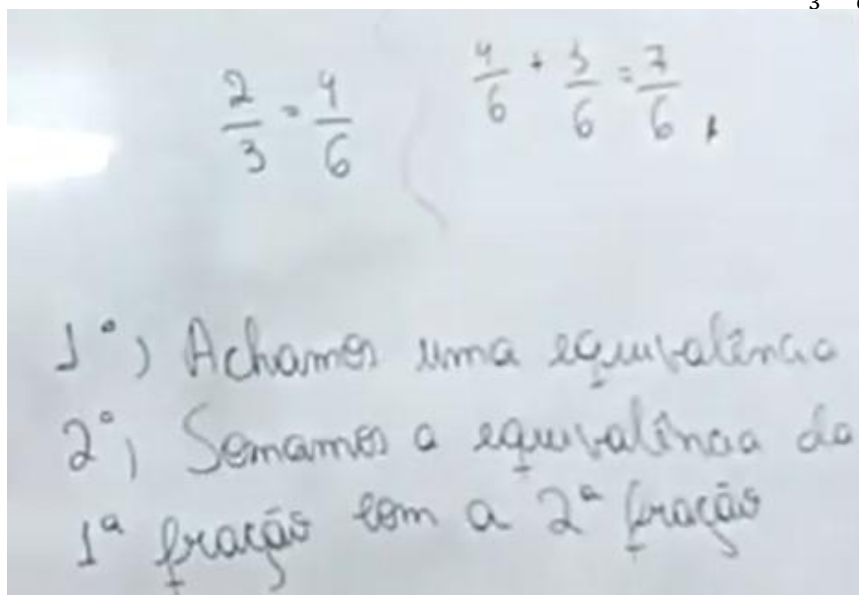 3
2/3 = 4/6
4/6 + 3/6 = 7/6
1°) Achamos uma equivalência
2°) Somamos a equivalência da
1ª fração com a 2ª fração